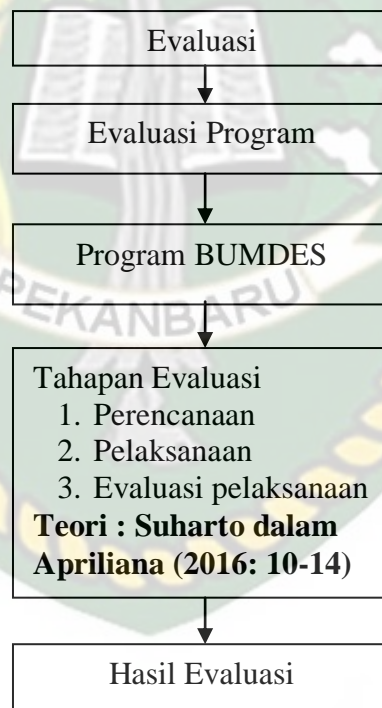 Evaluasi
Evaluasi Program
Program BUMDES
PEKANBARU
Tahapan Evaluasi
1. Perencanaan
2. Pelaksanaan
3. Evaluasi pelaksanaan
Teori : Suharto dalam
Apriliana (2016: 10-14)
Hasil Evaluasi